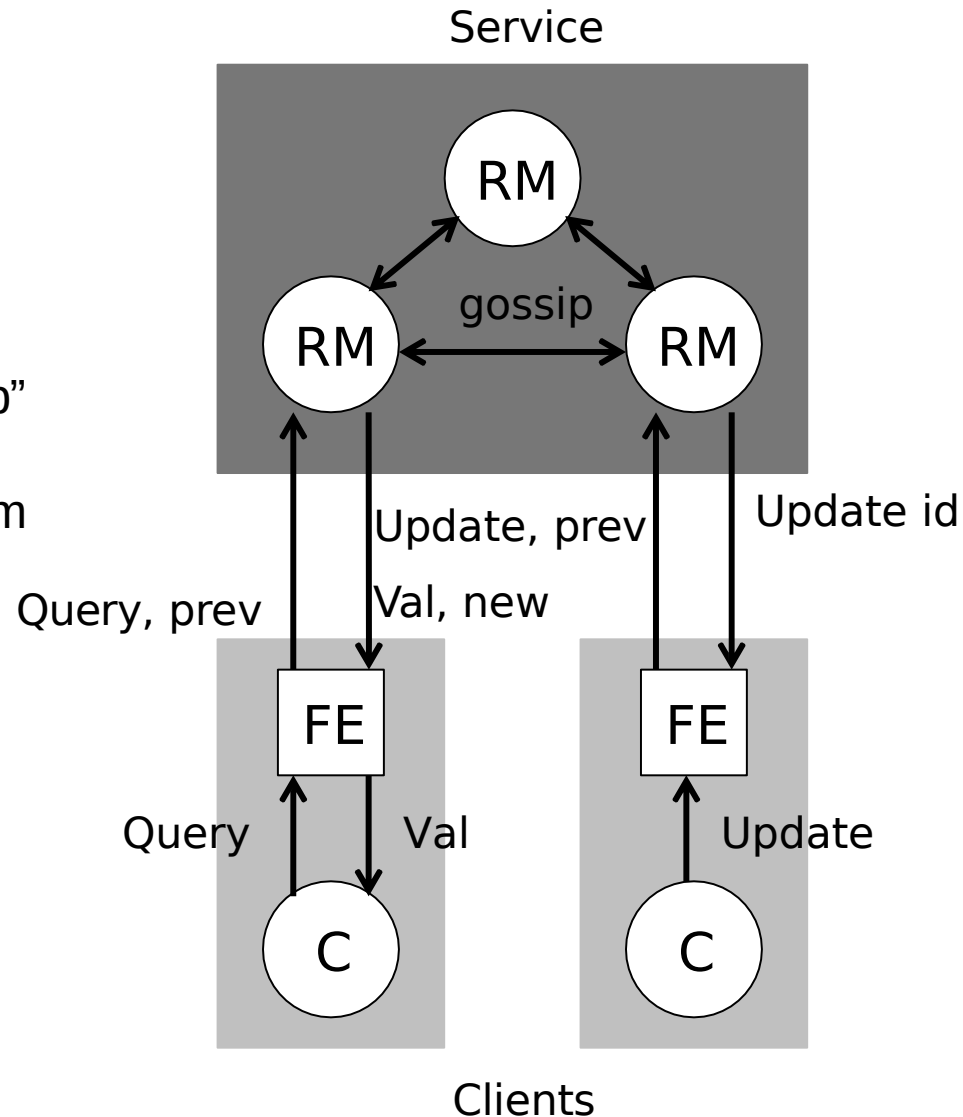 Service
RM
gossip
RM
RM
Update id
Update, prev
Val, new
Query, prev
FE
FE
Query
Val
Update
C
C
Clients